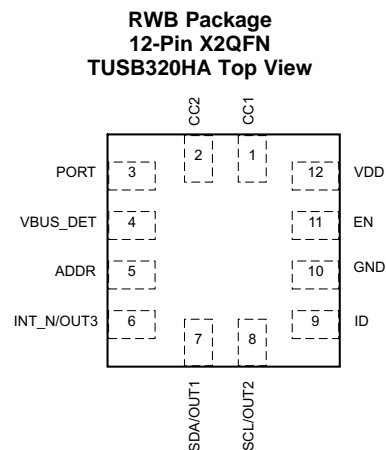 RWB Package
12-Pin X2QFN
TUSB320HA Top View
CC2
CC1
2
1
PORT 3 12 VDD
VBUS_DET 4 11 EN
ADDR 5 10 GND
INT_N/OUT3 6 9 ID
7
8
SDA/OUT1
SCL/OUT2